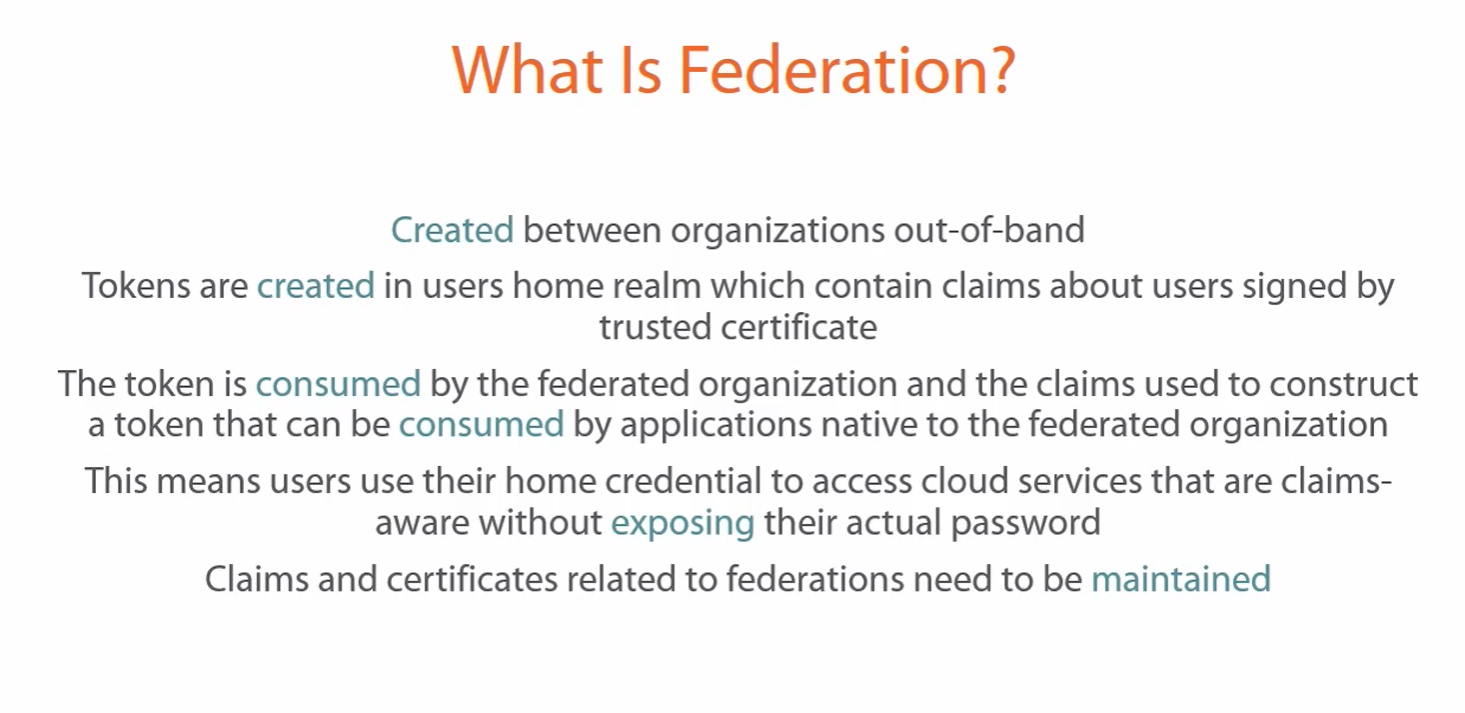 What Is Federation?
Created between organizations out-of-band
Tokens are created in users home realm which contain claims about users signed by
trusted certificate
The token is consumed by the federated organization and the claims used to construct
a token that can be consumed by applications native to the federated organization
This means users use their home credential to access cloud services that are claims-
aware without exposing their actual password
Claims and certificates related to federations need to be maintained